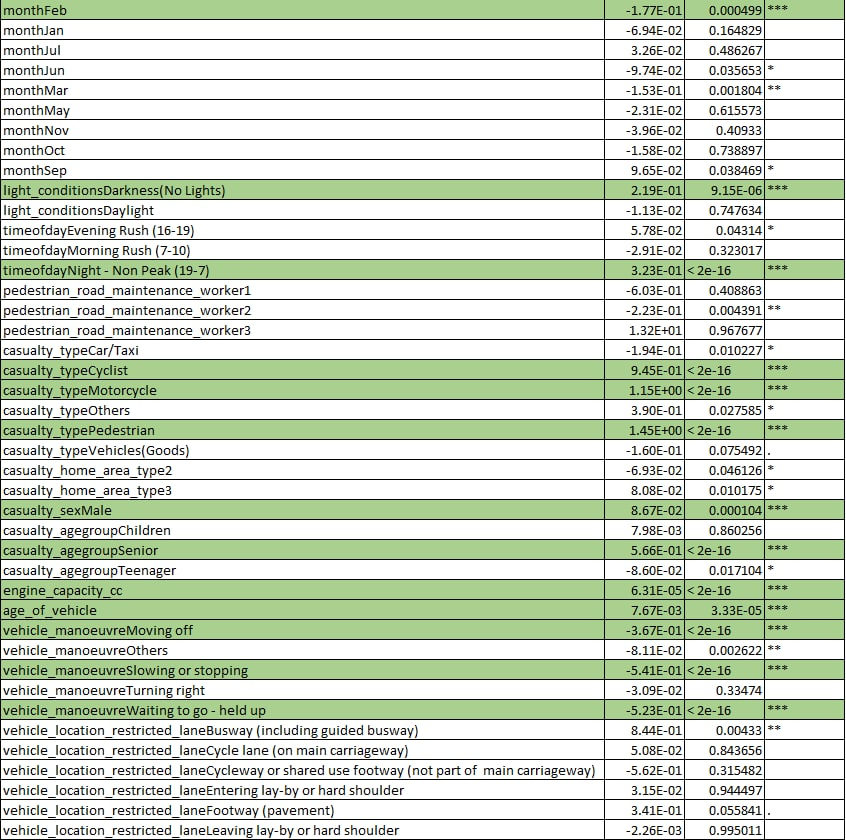 monthFeb -1.77E-01 0.000499 ***
monthJan -6.94E-02 0.164829
monthJul 3.26E-02 0.486267
monthJun -9.74E-02 0.035653 *
monthMar -1.53E-01 0.001804 **
monthMay -2.31E-02 0.615573
monthNov -3.96E-02 0.40933
monthOct -1.58E-02 0.738897
monthSep 9.65E-02 0.038469 *
light_conditionsDarkness(No Lights) 2.19E-01 9.15E-06 ***
light_conditionsDaylight -1.13E-02 0.747634
timeofdayEvening Rush (16-19) 5.78E-02 0.04314 *
timeofdayMorning Rush (7-10) -2.91E-02 0.323017
timeofdayNight - Non Peak (19-7) 3.23E-01 < 2e-16 ***
pedestrian_road_maintenance_worker1 -6.03E-01 0.408863
pedestrian_road_maintenance_worker2 -2.23E-01 0.004391 **
pedestrian_road_maintenance_worker3 1.32E+01 0.967677
casualty_typeCar/Taxi -1.94E-01 0.010227 *
casualty_typeCyclist 9.45E-01 < 2e-16 ***
casualty_typeMotorcycle 1.15E+00 < 2e-16 ***
casualty_typeOthers 3.90E-01 0.027585 *
casualty_typePedestrian 1.45E+00 < 2e-16 ***
casualty_typeVehicles(Goods) -1.60E-01 0.075492 .
casualty_home_area_type2 -6.93E-02 0.046126 *
casualty_home_area_type3 8.08E-02 0.010175 *
casualty_sexMale 8.67E-02 0.000104 ***
casualty_agegroupChildren 7.98E-03 0.860256
casualty_agegroupSenior 5.66E-01 < 2e-16 ***
casualty_agegroupTeenager -8.60E-02 0.017104 *
engine_capacity_cc 6.31E-05 < 2e-16 ***
age_of_vehicle 7.67E-03 3.33E-05 ***
vehicle_manoeuvreMoving off -3.67E-01 < 2e-16 ***
vehicle_manoeuvreOthers -8.11E-02 0.002622 **
vehicle_manoeuvreSlowing or stopping -5.41E-01 < 2e-16 ***
vehicle_manoeuvreTurning right -3.09E-02 0.33474
vehicle_manoeuvreWaiting to go - held up -5.23E-01 < 2e-16 ***
vehicle_location_restricted_laneBusway (including guided busway) 8.44E-01 0.00433 **
vehicle_location_restricted_laneCycle lane (on main carriageway) 5.08E-02 0.843656
vehicle_location_restricted_laneCycleway or shared use footway (not part of  main carriageway) -5.62E-01 0.315482
vehicle_location_restricted_laneEntering lay-by or hard shoulder 3.15E-02 0.944497
vehicle_location_restricted_laneFootway (pavement) 3.41E-01 0.055841 .
vehicle_location_restricted_laneLeaving lay-by or hard shoulder -2.26E-03 0.995011